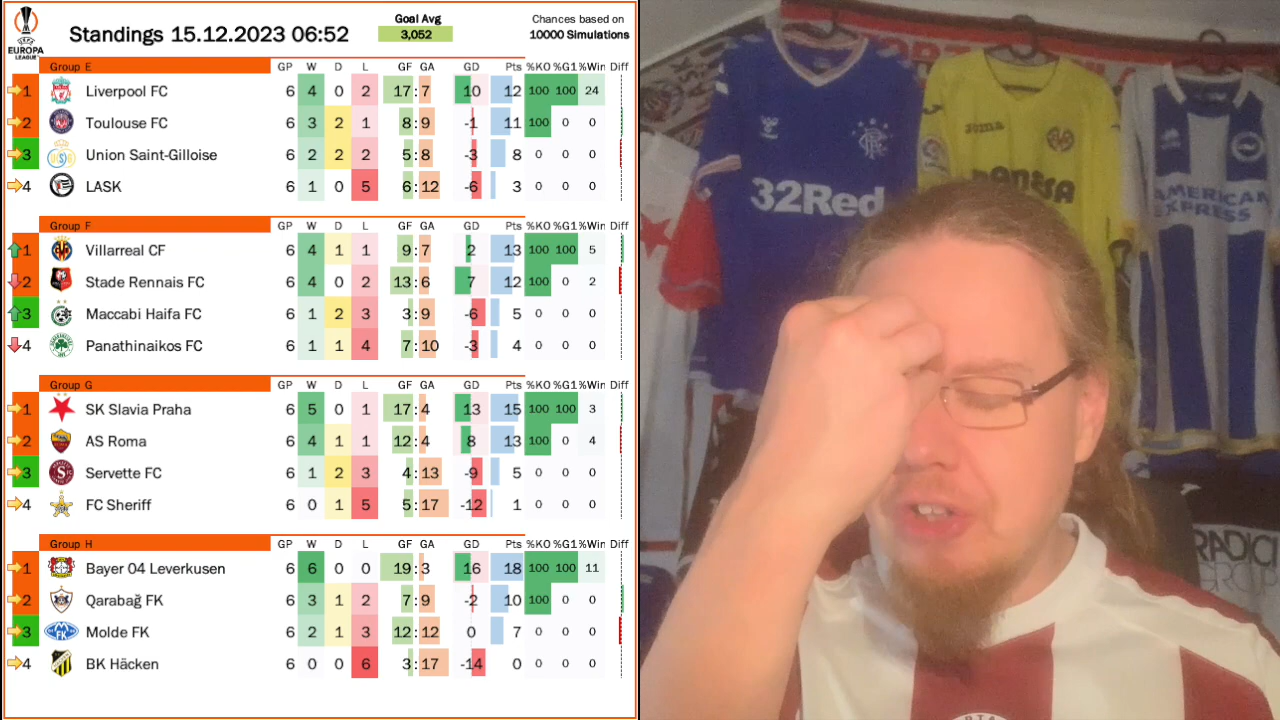 UEFA
EUROPA
LEAGUE
Standings 15.12.2023 06:52
Goal Avg
3,052
Chances based on
10000 Simulations
Group E GP W D L GF GA GD Pts %KO %G1 %Win Diff
1 Liverpool FC 6 4 0 2 17:7 10 12 100 100 24
2 Toulouse FC 6 3 2 1 8:9 -1 11 100 0 0
3 Union Saint-Gilloise 6 2 2 2 5:8 -3 8 0 0 0
4 LASK 6 1 0 5 6:12 -6 3 0 0 0
Group F GP W D L GF GA GD Pts %KO %G1 %Win Diff
1 Villarreal CF 6 4 1 1 9:7 2 13 100 100 5
2 Stade Rennais FC 6 4 0 2 13:6 7 12 100 0 2
3 Maccabi Haifa FC 6 1 2 3 3:9 -6 5 0 0 0
4 Panathinaikos FC 6 1 1 4 7:10 -3 4 0 0 0
Group G GP W D L GF GA GD Pts %KO %G1 %Win Diff
1 SK Slavia Praha 6 5 0 1 17:4 13 15 100 100 3
2 AS Roma 6 4 1 1 12:4 8 13 100 0 4
3 Servette FC 6 1 2 3 4:13 -9 5 0 0 0
4 FC Sheriff 6 0 1 5 5:17 -12 1 0 0 0
Group H GP W D L GF GA GD Pts %KO %G1 %Win Diff
1 Bayer 04 Leverkusen 6 6 0 0 19:3 16 18 100 100 11
2 Qarabağ FK 6 3 1 2 7:9 -2 10 100 0 0
3 Molde FK 6 2 1 3 12:12 0 7 0 0 0
4 BK Häcken 6 0 0 6 3:17 -14 0 0 0 0
32Red
Joma
AMERICAN
EXPRESS
RADICI
GROUP